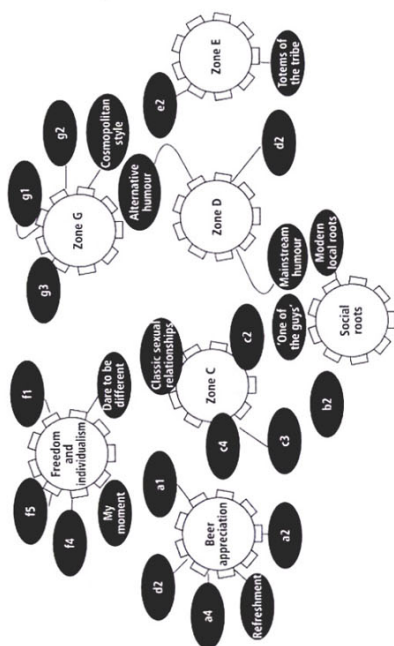 f5
f1
f4
Freedom
and
individualism
My
moment
Dare to be
different
g3
g1
g2
Zone G
Cosmopolitan
style
d2
a1
a4
Beer
appreciation
Refreshment
a2
Classic sexual
relationships
Zone C
c4
c2
c3
Alternative
humour
Zone D
Mainstream
humour
d2
e2
Zone E
Totems of
the tribe
'One of
the guys'
Modern
local roots
b2
Social
roots